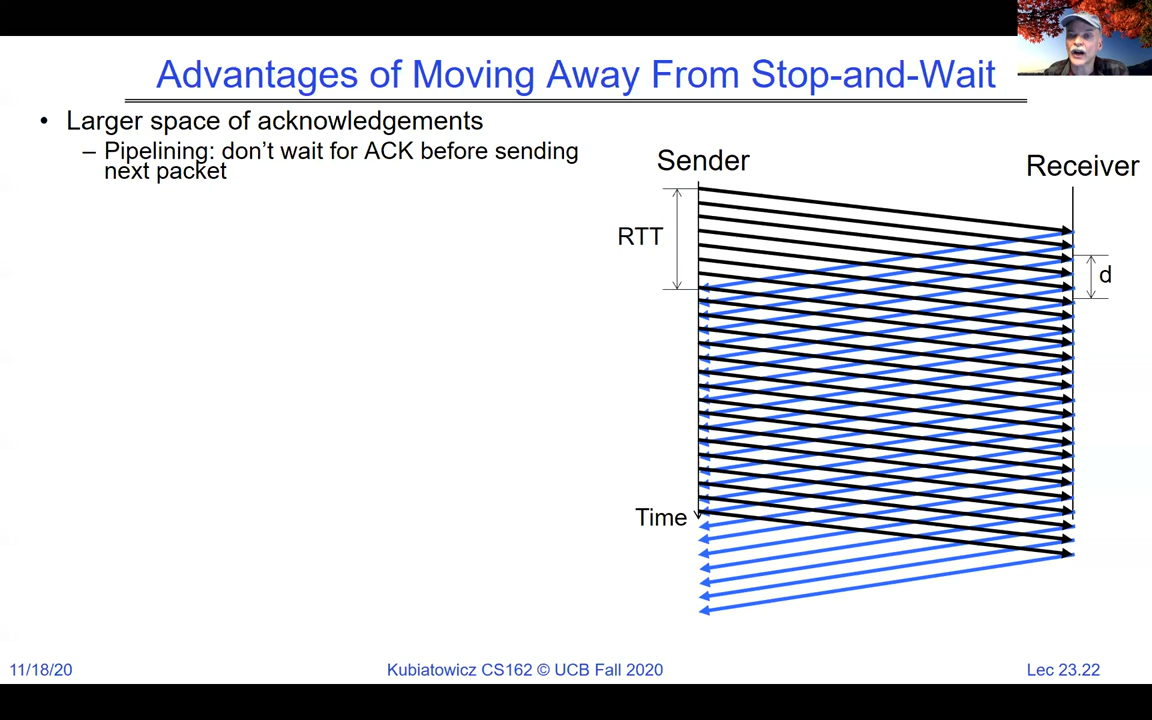 Advantages of Moving Away From Stop-and-Wait
• Larger space of acknowledgements
– Pipelining: don’t wait for ACK before sending
next packet
Sender
Receiver
RTT
d
Time
11/18/20
Kubiatowicz CS162 © UCB Fall 2020
Lec 23.22